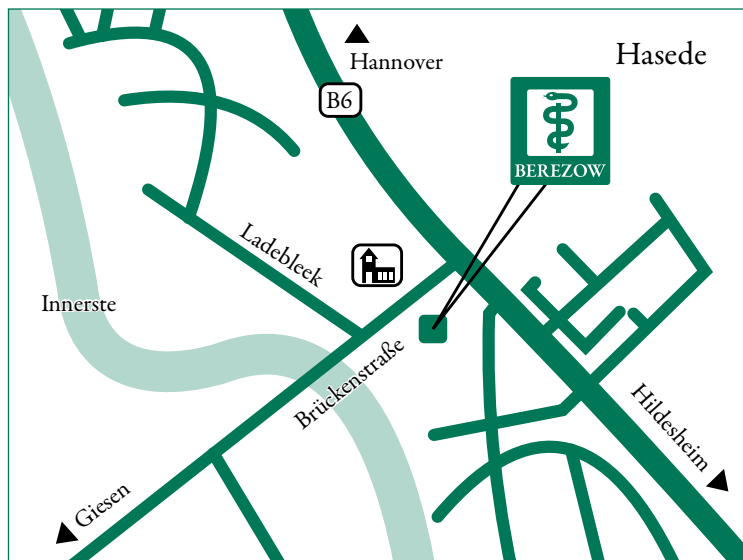 Hasede
Hannover
B6
BEREZOW
Ladebleek
Innerste
Brückenstraße
Hildesheim
Giesen